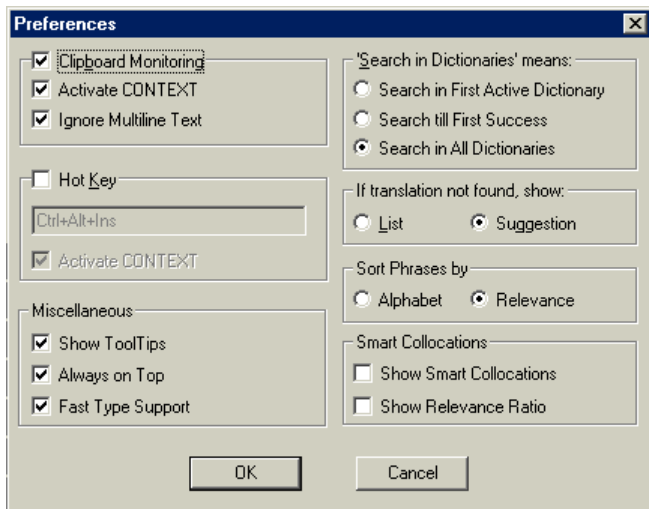 Preferences
Clipboard Monitoring
Activate CONTEXT
Ignore Multiline Text
Hot Key
Ctrl+Alt+Ins
Activate CONTEXT
Miscellaneous
Show ToolTips
Always on Top
Fast Type Support
'Search in Dictionaries' means:
Search in First Active Dictionary
Search till First Success
Search in All Dictionaries
If translation not found, show:
List Suggestion
Sort Phrases by
Alphabet Relevance
Smart Collocations
Show Smart Collocations
Show Relevance Ratio
OK Cancel